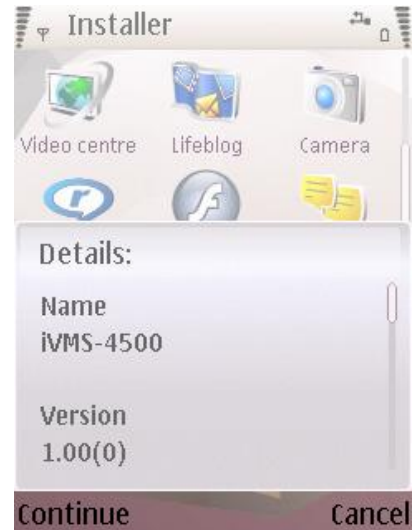 Installer
Video centre Lifeblog Camera
Details:
Name
iVMS-4500
Version
1.00(0)
Continue Cancel